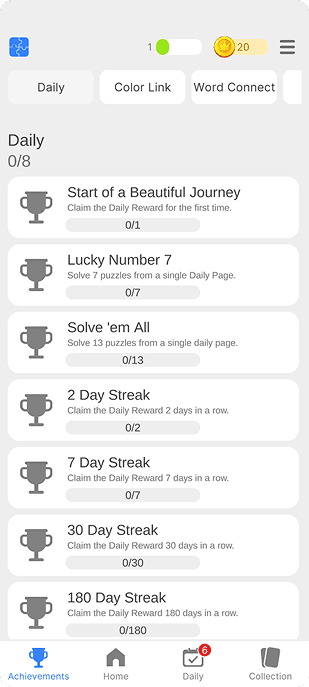 1
20
Daily
Color Link
Word Connect
Daily
0/8
Start of a Beautiful Journey
Claim the Daily Reward for the first time.
0/1
Lucky Number 7
Solve 7 puzzles from a single Daily Page.
0/7
Solve 'em All
Solve 13 puzzles from a single daily page.
0/13
2 Day Streak
Claim the Daily Reward 2 days in a row.
0/2
7 Day Streak
Claim the Daily Reward 7 days in a row.
0/7
30 Day Streak
Claim the Daily Reward 30 days in a row.
0/30
180 Day Streak
Claim the Daily Reward 180 days in a row.
0/180
6
Achievements
Home
Daily
Collection